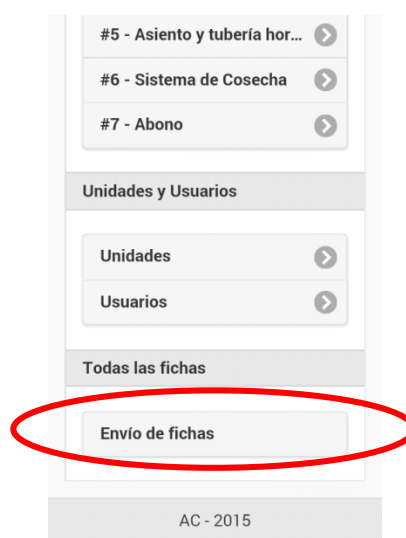 #5 - Asiento y tubería hor...
#6 - Sistema de Cosecha
#7 - Abono
Unidades y Usuarios
Unidades
Usuarios
Todas las fichas
Envío de fichas
AC - 2015